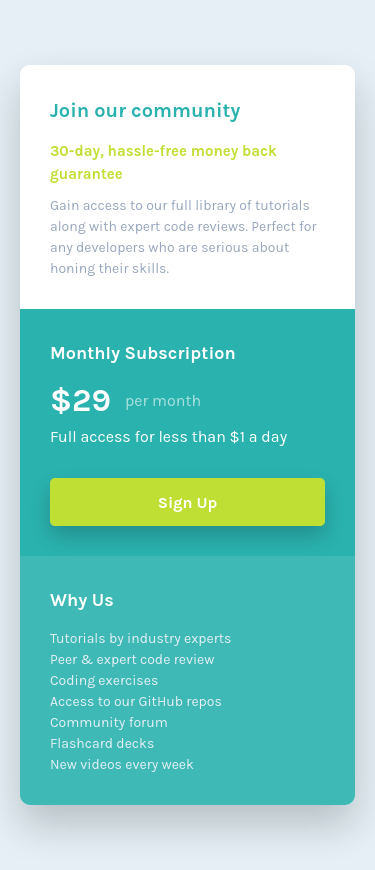 Join our community
30-day, hassle-free money back
guarantee
Gain access to our full library of tutorials
along with expert code reviews. Perfect for
any developers who are serious about
honing their skills.
Monthly Subscription
$29 per month
Full access for less than $1 a day
Sign Up
Why Us
Tutorials by industry experts
Peer & expert code review
Coding exercises
Access to our GitHub repos
Community forum
Flashcard decks
New videos every week